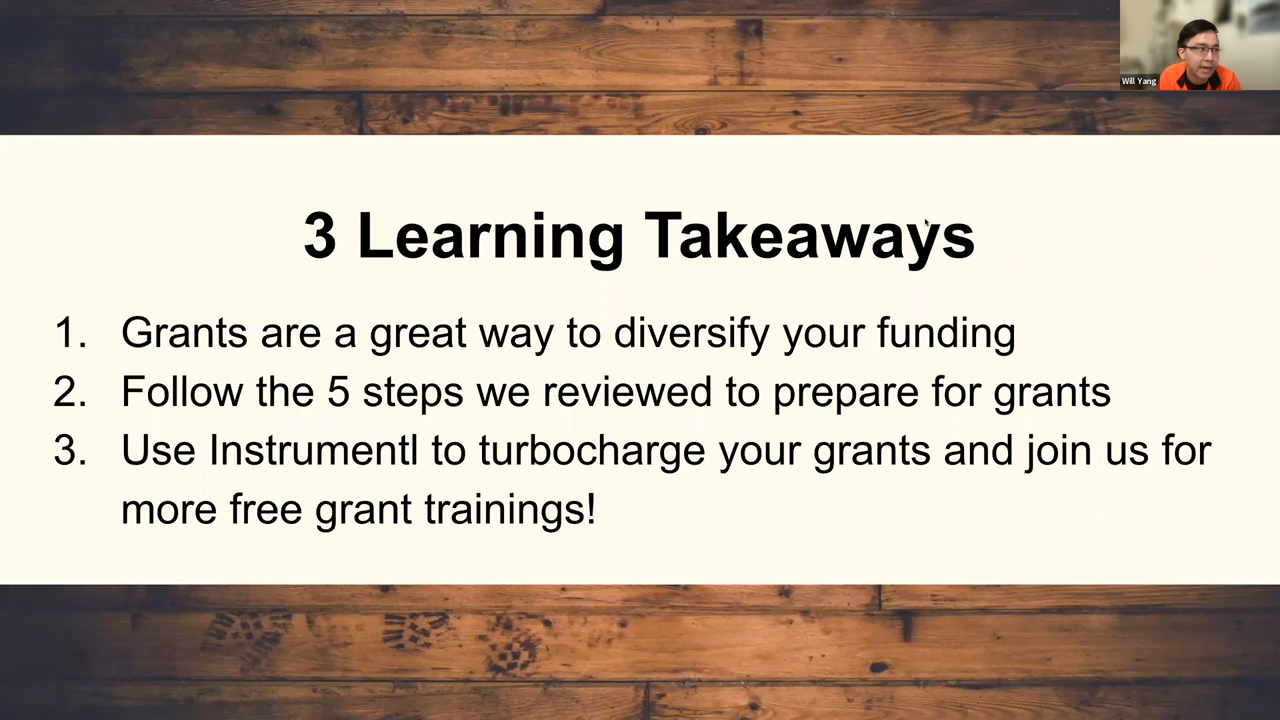 Will Yang
3 Learning Takeaways
1. Grants are a great way to diversify your funding
2. Follow the 5 steps we reviewed to prepare for grants
3. Use Instrumentl to turbocharge your grants and join us for
more free grant trainings!